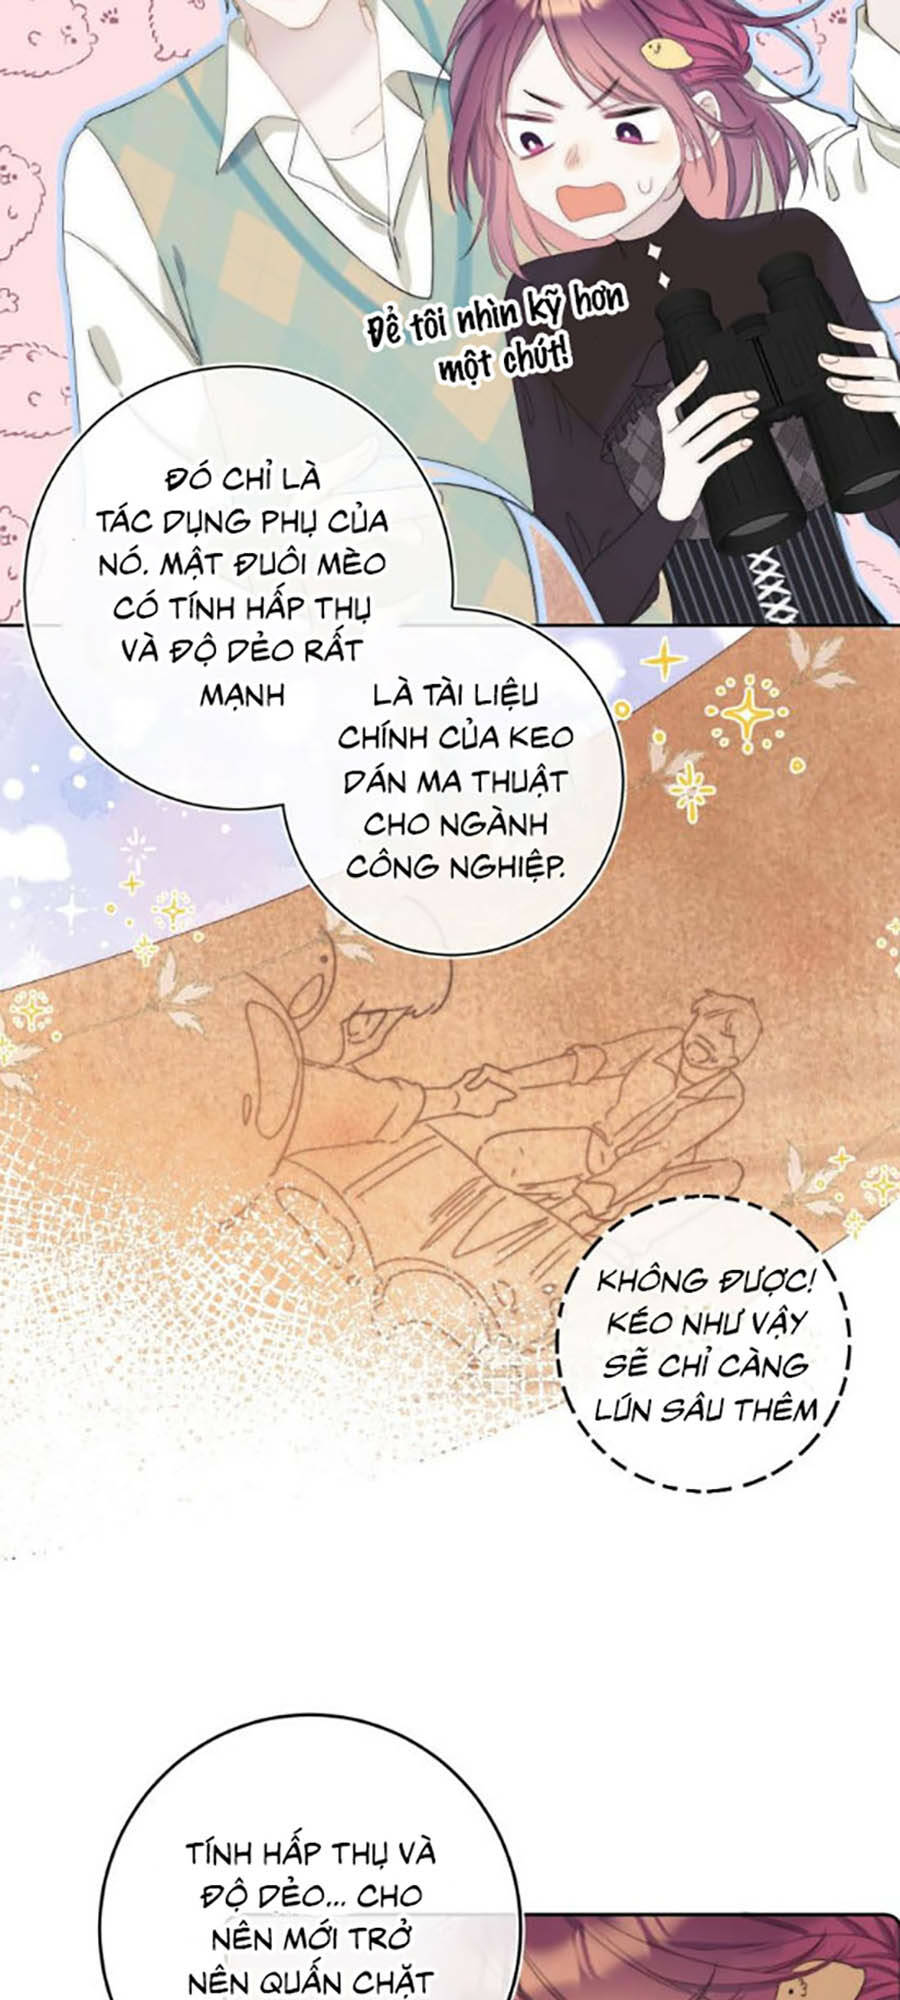 Để tôi nhìn kỹ hơn
một chút!
ĐÓ CHỈ LÀ
TÁC DỤNG PHỤ CỦA
NÓ. MẬT ĐUÔI MÈO
CÓ TÍNH HẤP THỤ
VÀ ĐỘ DẺO RẤT
MẠNH
LÀ TÀI LIỆU
CHÍNH CỦA KEO
DÁN MA THUẬT
CHO NGÀNH
CÔNG NGHIỆP.
KHÔNG ĐƯỢC!
KÉO NHƯ VẬY
SẼ CHỈ CÀNG
LÚN SÂU THÊM
TÍNH HẤP THỤ VÀ
ĐỘ DẺO... CHO
NÊN MỚI TRỞ
NÊN QUẤN CHẶT